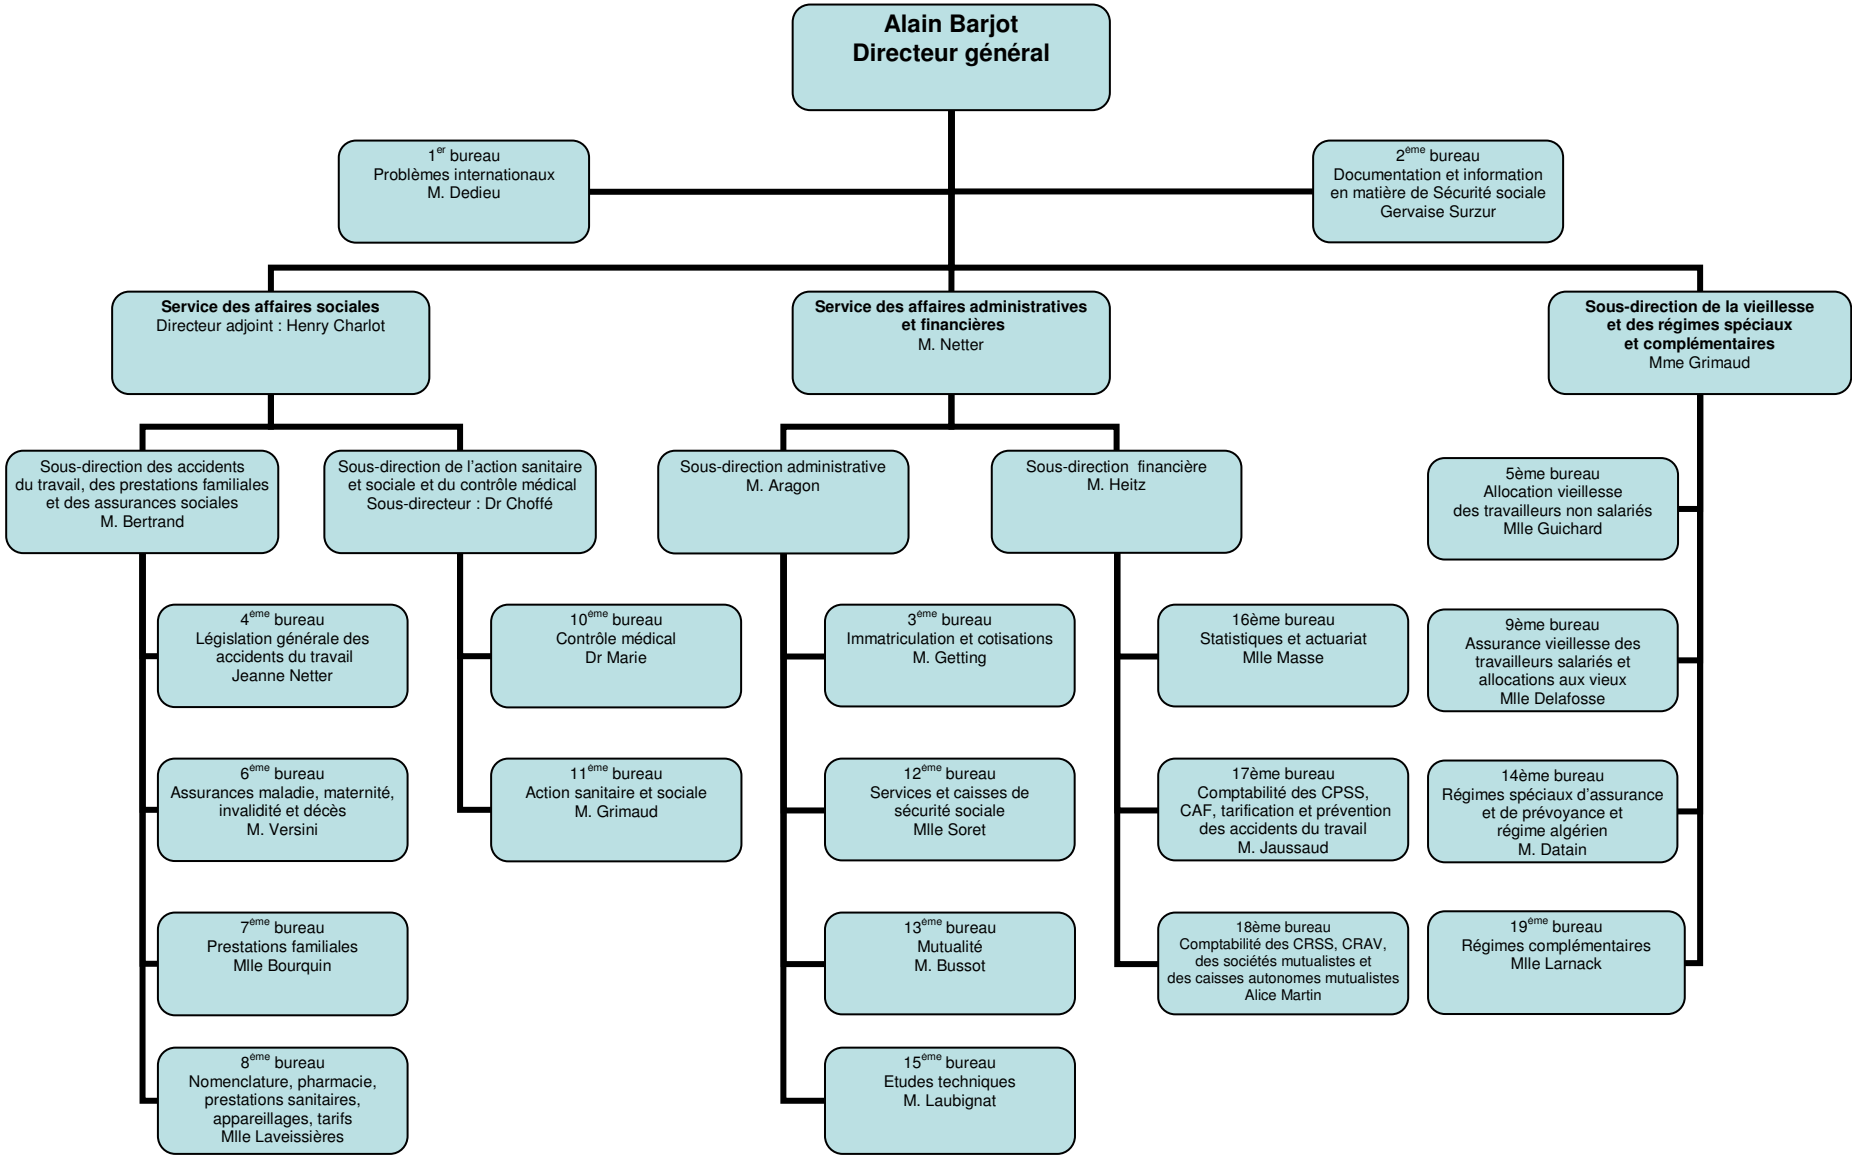 Alain Barjot
Directeur général
1er bureau
Problèmes internationaux
M. Dedieu
2ème bureau
Documentation et information
en matière de Sécurité sociale
Gervaise Surzur
Service des affaires sociales
Directeur adjoint : Henry Charlot
Service des affaires administratives
et financières
M. Netter
Sous-direction de la vieillesse
et des régimes spéciaux
et complémentaires
Mme Grimaud
Sous-direction des accidents
du travail, des prestations familiales
et des assurances sociales
M. Bertrand
Sous-direction de l'action sanitaire
et sociale et du contrôle médical
Sous-directeur : Dr Choffé
Sous-direction administrative
M. Aragon
Sous-direction financière
M. Heitz
5ème bureau
Allocation vieillesse
des travailleurs non salariés
Mlle Guichard
4ème bureau
Législation générale des
accidents du travail
Jeanne Netter
10ème bureau
Contrôle médical
Dr Marie
3ème bureau
Immatriculation et cotisations
M. Getting
16ème bureau
Statistiques et actuariat
Mlle Masse
9ème bureau
Assurance vieillesse des
travailleurs salariés et
allocations aux vieux
Mlle Delafosse
6ème bureau
Assurances maladie, maternité,
invalidité et décès
M. Versini
11ème bureau
Action sanitaire et sociale
M. Grimaud
12ème bureau
Services et caisses de
sécurité sociale
Mlle Soret
17ème bureau
Comptabilité des CPSS,
CAF, tarification et prévention
des accidents du travail
M. Jaussaud
14ème bureau
Régimes spéciaux d'assurance
et de prévoyance et
régime algérien
M. Datain
7ème bureau
Prestations familiales
Mlle Bourquin
13ème bureau
Mutualité
M. Bussot
18ème bureau
Comptabilité des CRSS, CRAV,
des sociétés mutualistes et
des caisses autonomes mutualistes
Alice Martin
19ème bureau
Régimes complémentaires
Mlle Larnack
8ème bureau
Nomenclature, pharmacie,
prestations sanitaires,
appareillages, tarifs
Mlle Laveissières
15ème bureau
Etudes techniques
M. Laubignat